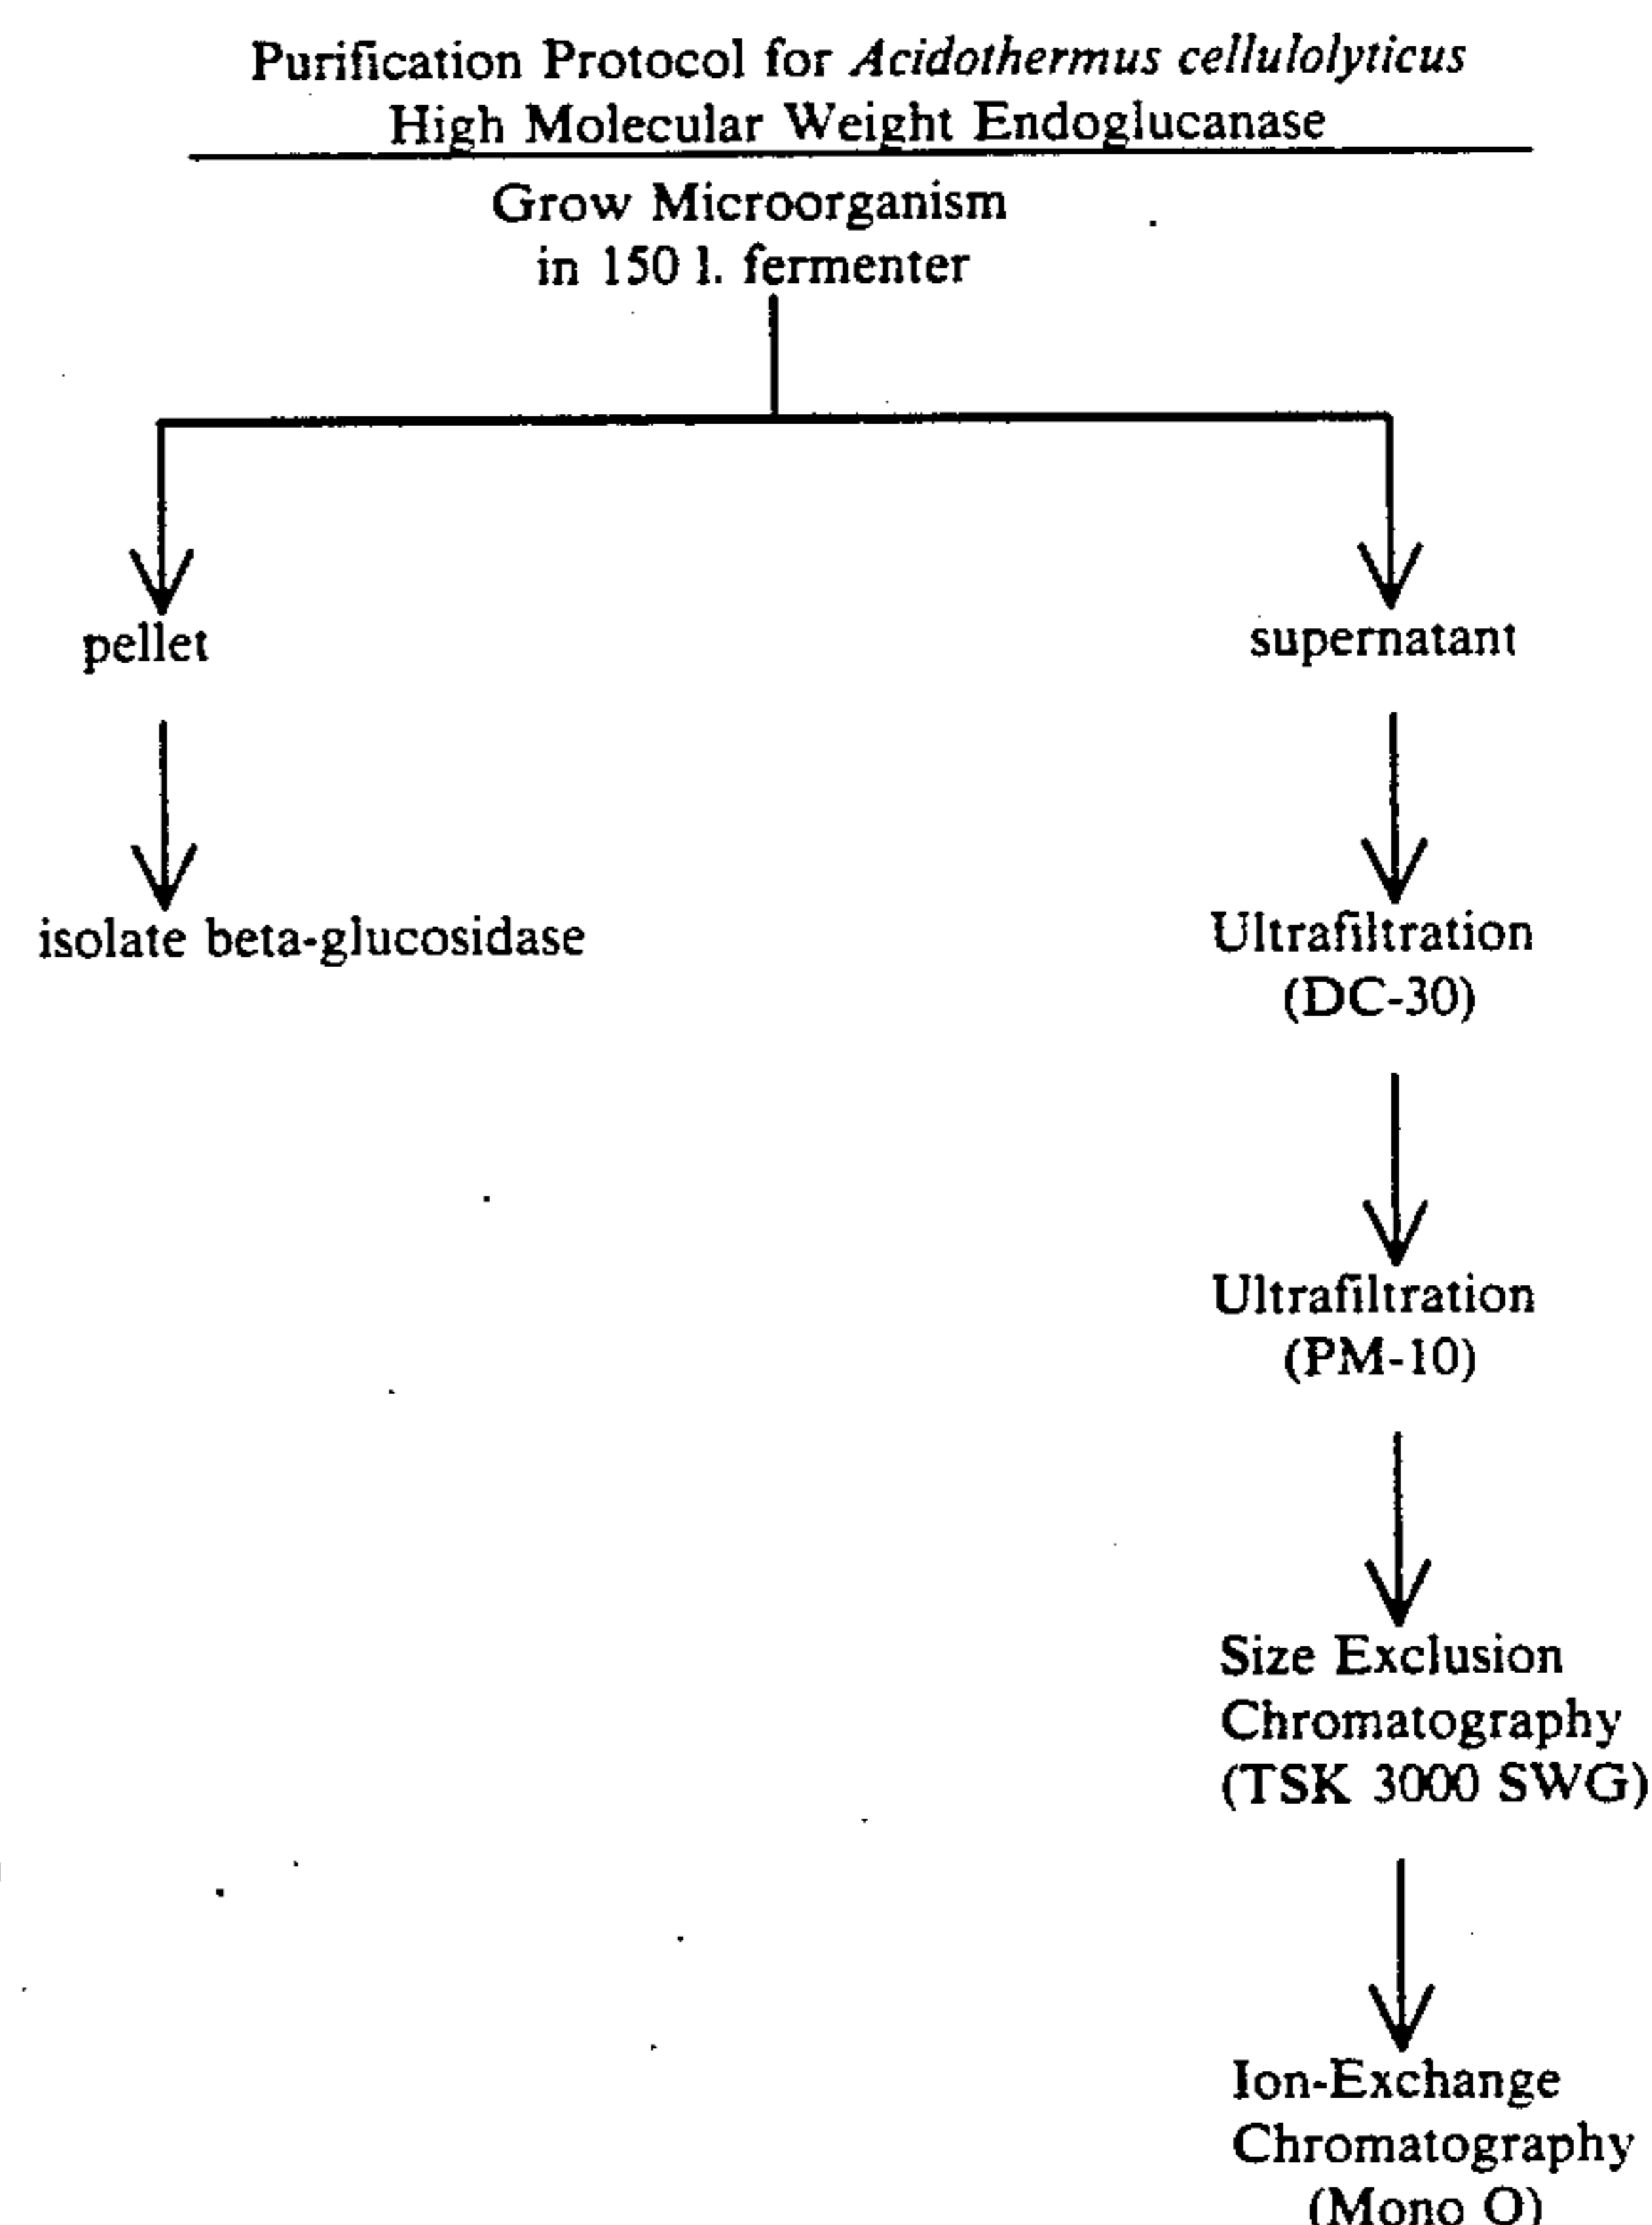 Purification Protocol for Acidothermus cellulolyticus
High Molecular Weight Endoglucanase
Grow Microorganism
in 150 l. fermenter
pellet
supernatant
isolate beta-glucosidase
Ultrafiltration
(DC-30)
Ultrafiltration
(PM-10)
Size Exclusion
Chromatography
(TSK 3000 SWG)
Ion-Exchange
Chromatography
(Mono